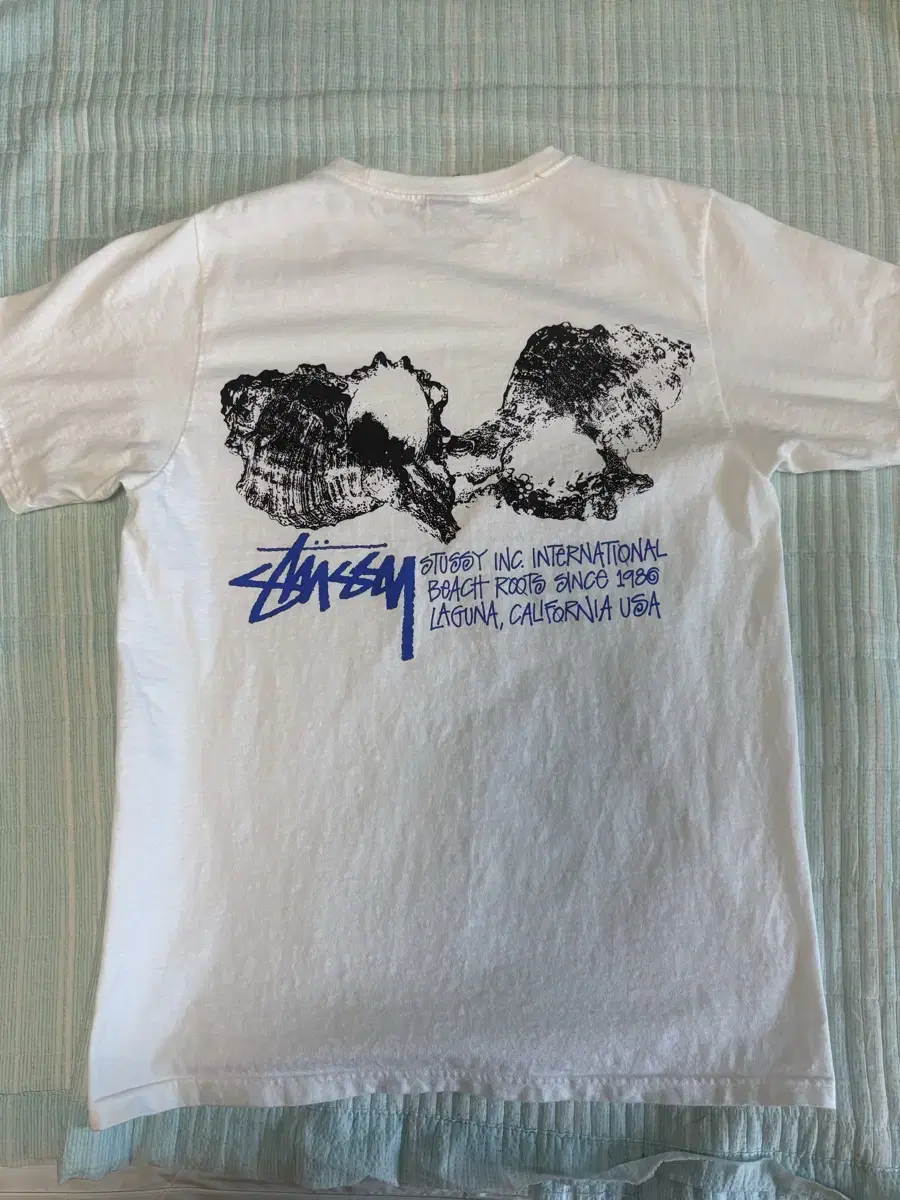 STÜSSY
STUSSY INC. INTERNATIONAL
BEACH ROOTS SINCE 1980
LAGUNA, CALIFORNIA USA